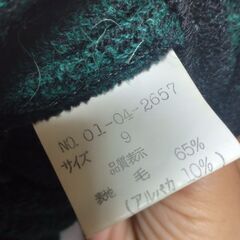 NO. 01-04-2657
サイズ 9
品質表示
表地 毛 65%
(アルパカ 10%)